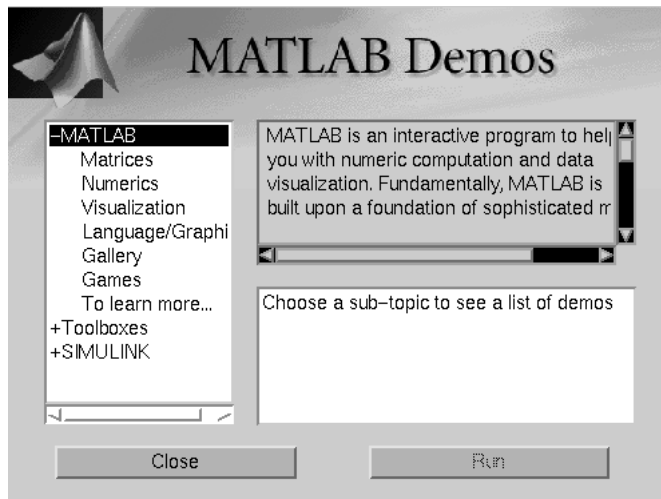 MATLAB Demos
–MATLAB
Matrices
Numerics
Visualization
Language/Graphi
Gallery
Games
To learn more...
+Toolboxes
+SIMULINK
MATLAB is an interactive program to help
you with numeric computation and data
visualization. Fundamentally, MATLAB is
built upon a foundation of sophisticated m
Choose a sub–topic to see a list of demos
Close
Run